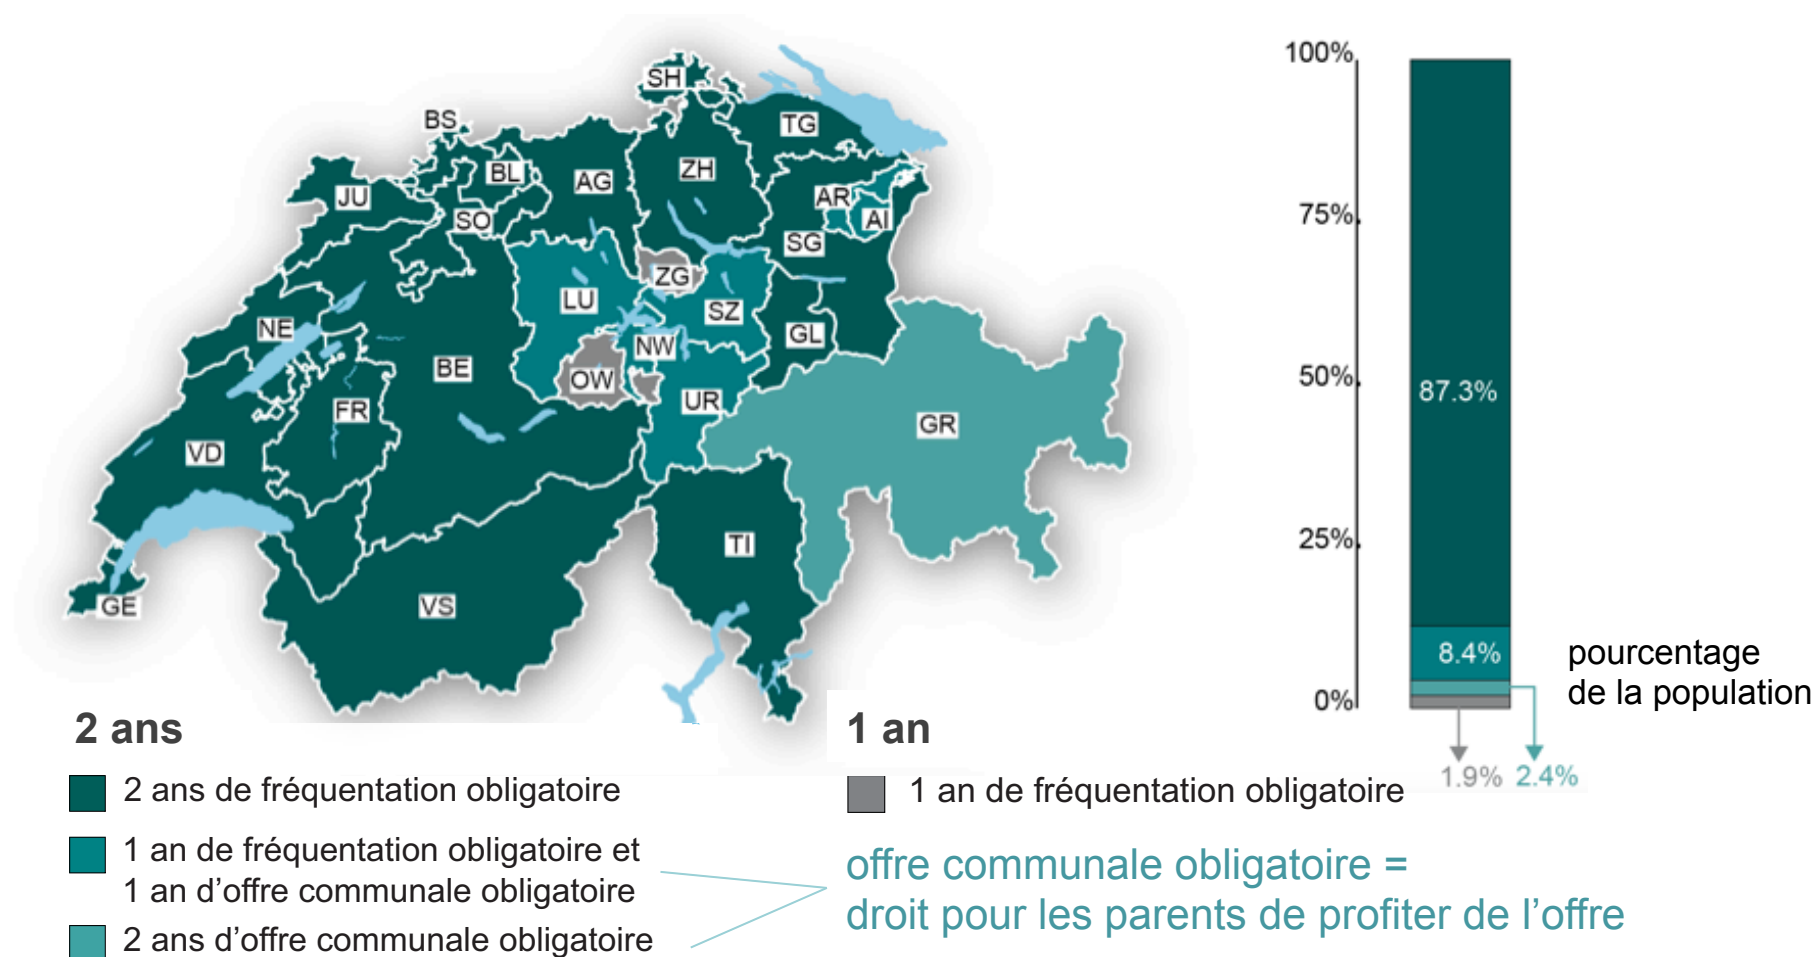 SH
BS
TG
BL
AG
ZH
JU
AR
SO
AI
SG
ZG
LU
SZ
NE
GL
NW
BE
OW
UR
FR
GR
VD
TI
GE
VS
100%
75%
50%
25%
0%
87.3%
8.4%
1.9%
2.4%
pourcentage
de la population
2 ans
2 ans de fréquentation obligatoire
1 an de fréquentation obligatoire et
1 an d’offre communale obligatoire
2 ans d’offre communale obligatoire
1 an
1 an de fréquentation obligatoire
offre communale obligatoire =
droit pour les parents de profiter de l’offre